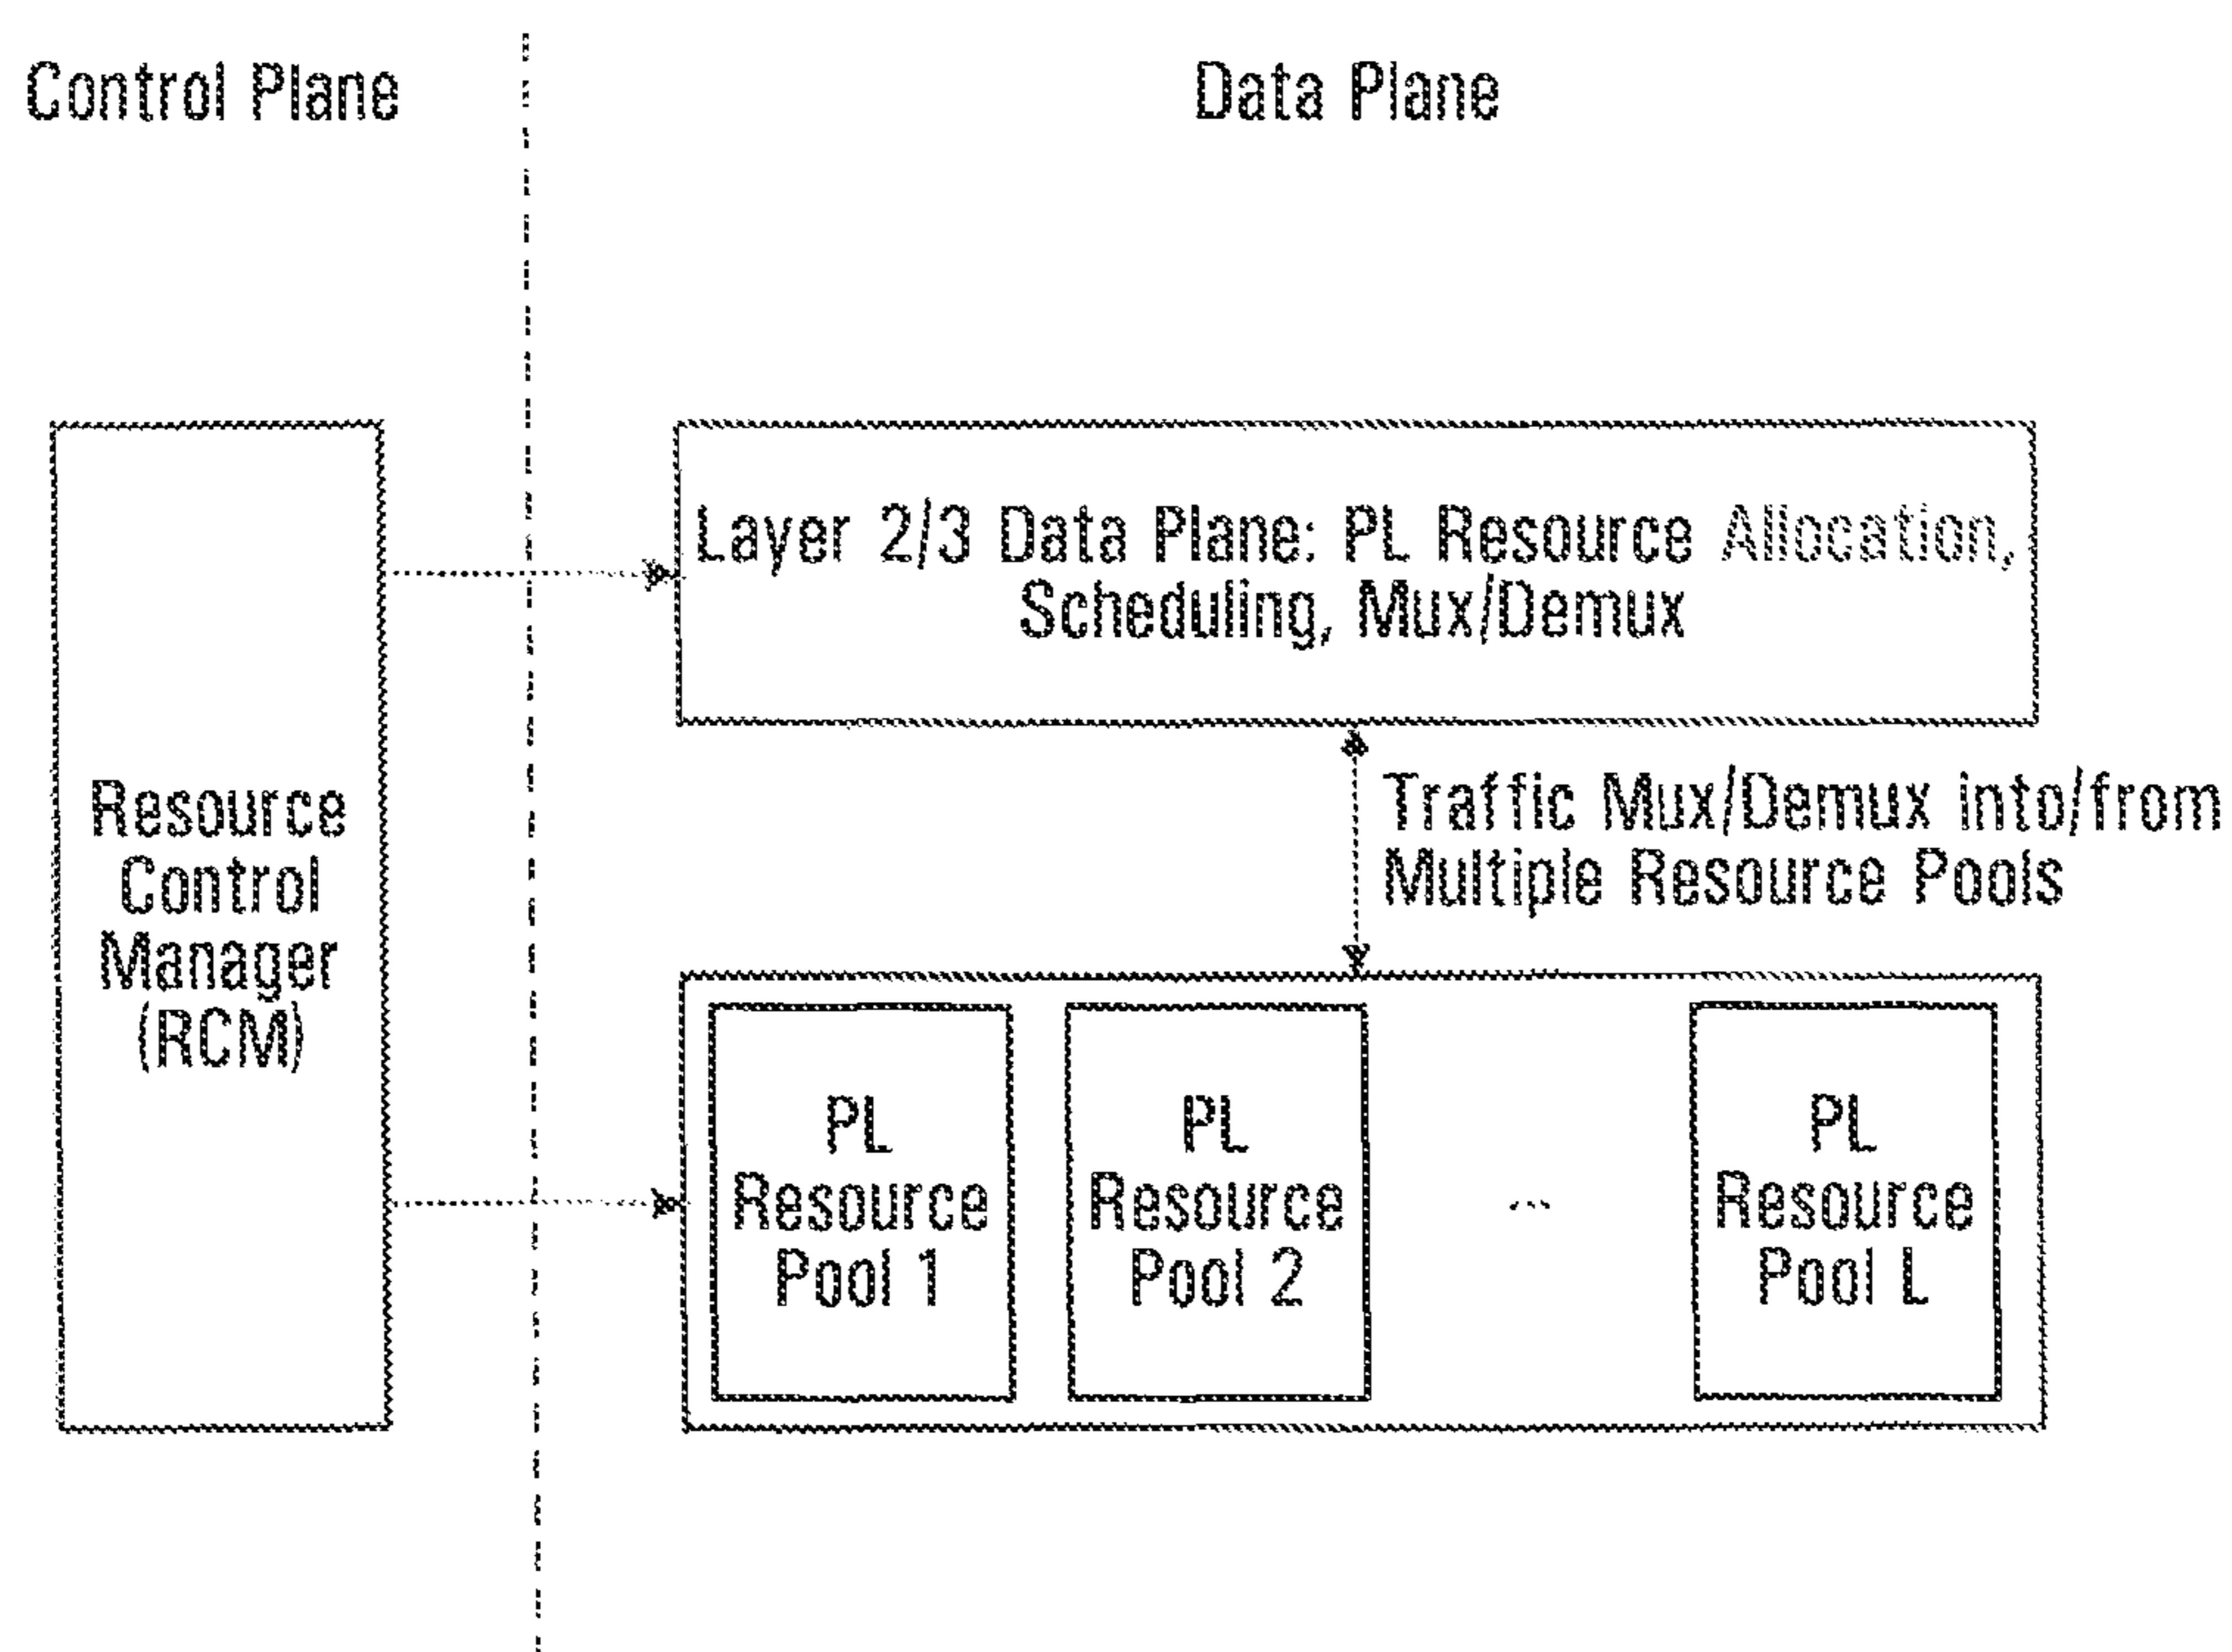 Control Plane
Data Plane
Layer 2/3 Data Plane: PL Resource Allocation,
Scheduling, Mux/Demux
Resource
Control
Manager
(RCM)
Traffic Mux/Demux into/from
Multiple Resource Pools
PL
Resource
Pool 1
PL
Resource
Pool 2
...
PL
Resource
Pool L